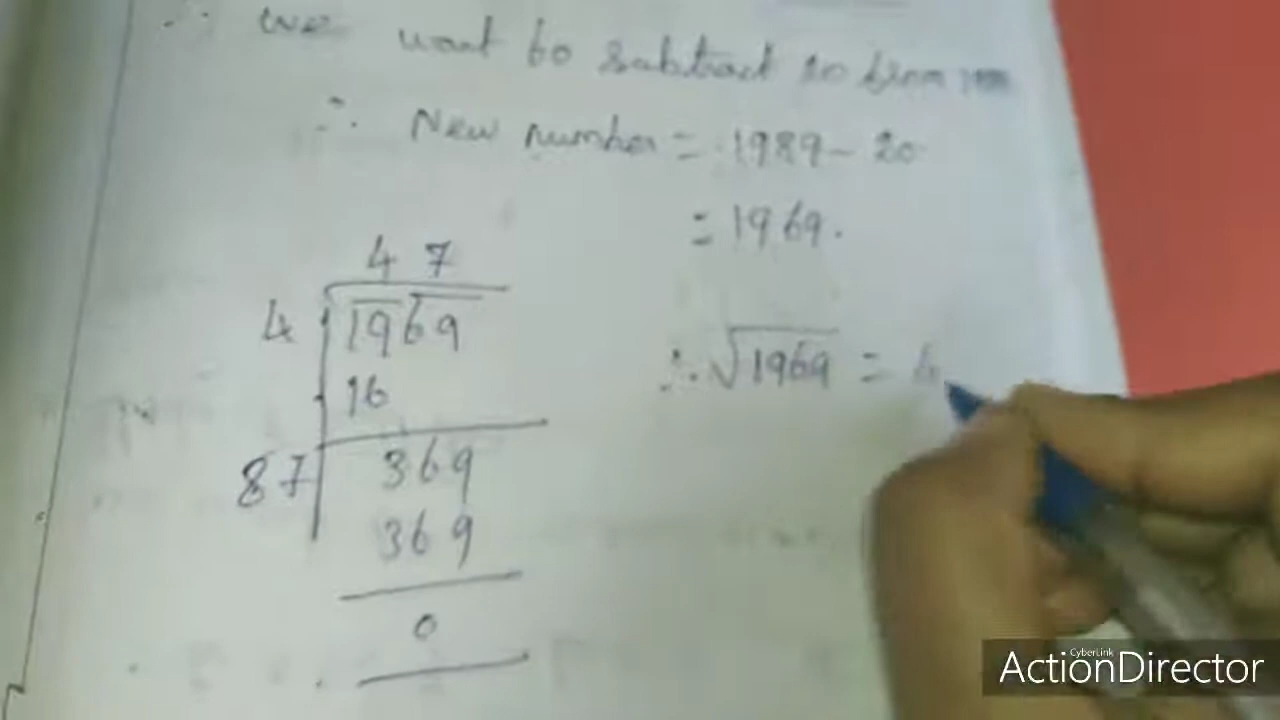 ∴ we want to subtract 20 from
∴ New number = 1989 - 20
= 1969.
4 7
4 1969
16
87 369
369
0
∴ √1969 = 4
CyberLink
ActionDirector